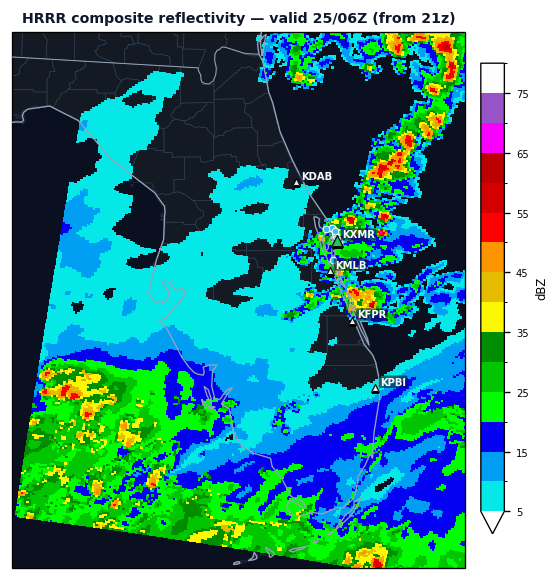 HRRR composite reflectivity — valid 25/06Z (from 21z)
KDAB
KXMR
KMLB
KFPR
KPBI
75
65
55
45
35
25
15
5
dBZ